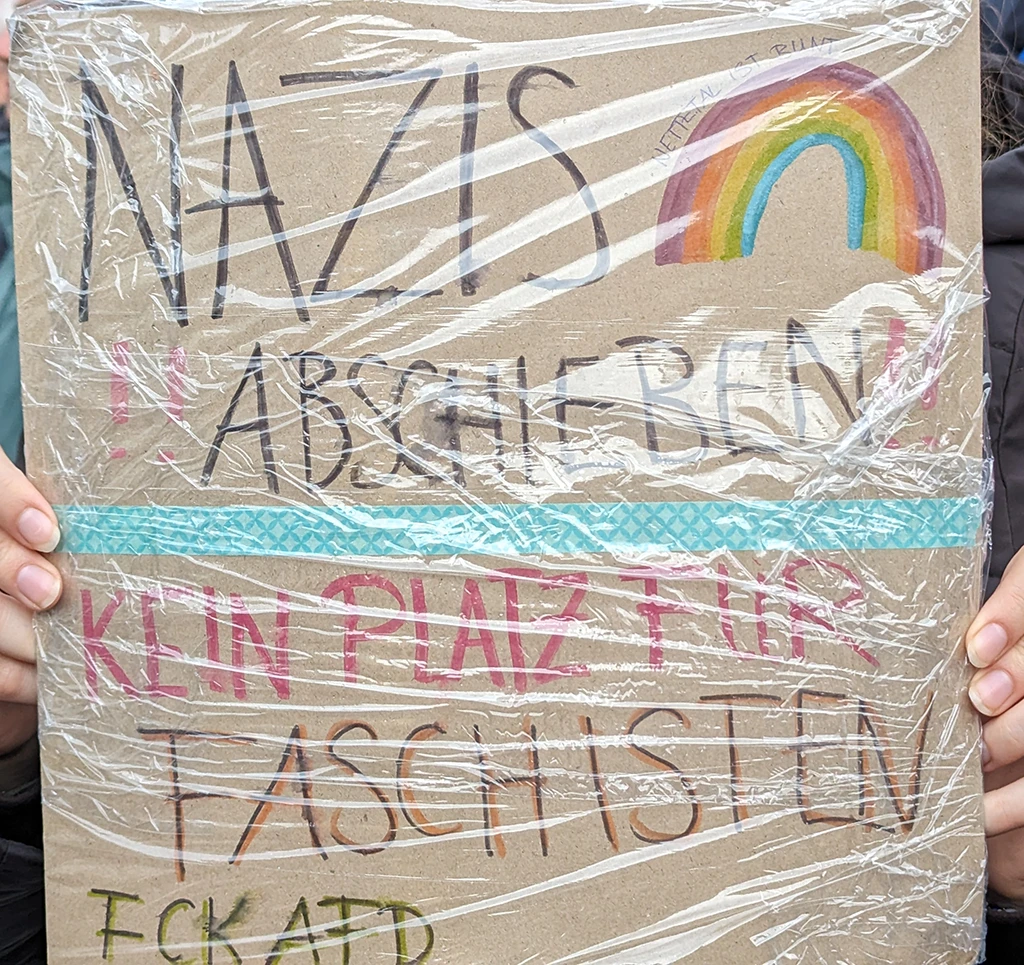 NETTETAL IST BUNT
NAZIS
!! ABSCHIEBEN !!
KEIN PLATZ FÜR
FASCHISTEN
FCK AFD